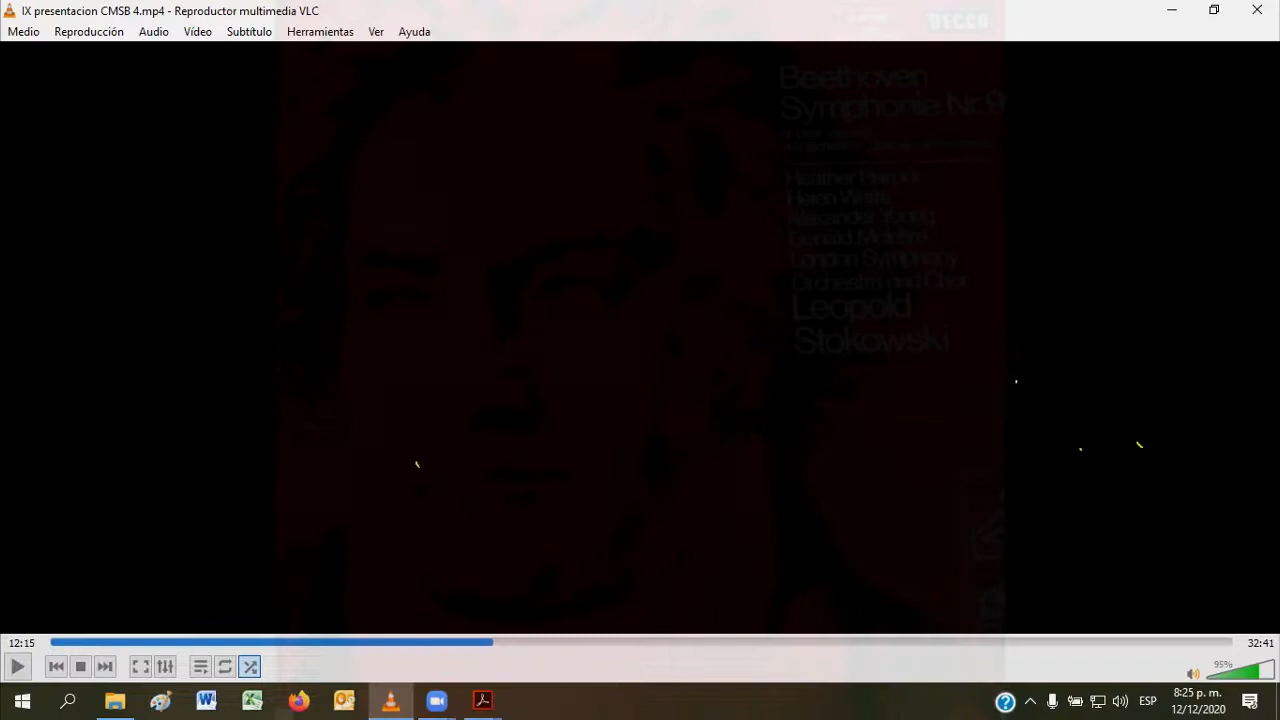 IX presentacion CMSB 4.mp4 - Reproductor multimedia VLC
Medio Reproducción Audio Vídeo Subtítulo Herramientas Ver Ayuda
DECCA
Beethoven
Symphonie Nr. 9
Heather Harper
Helen Watts
Alexander Young
Donald McIntyre
London Symphony
Orchestra and Choir
Leopold
Stokowski
12:15
32:41
95%
ESP
8:25 p. m.
12/12/2020